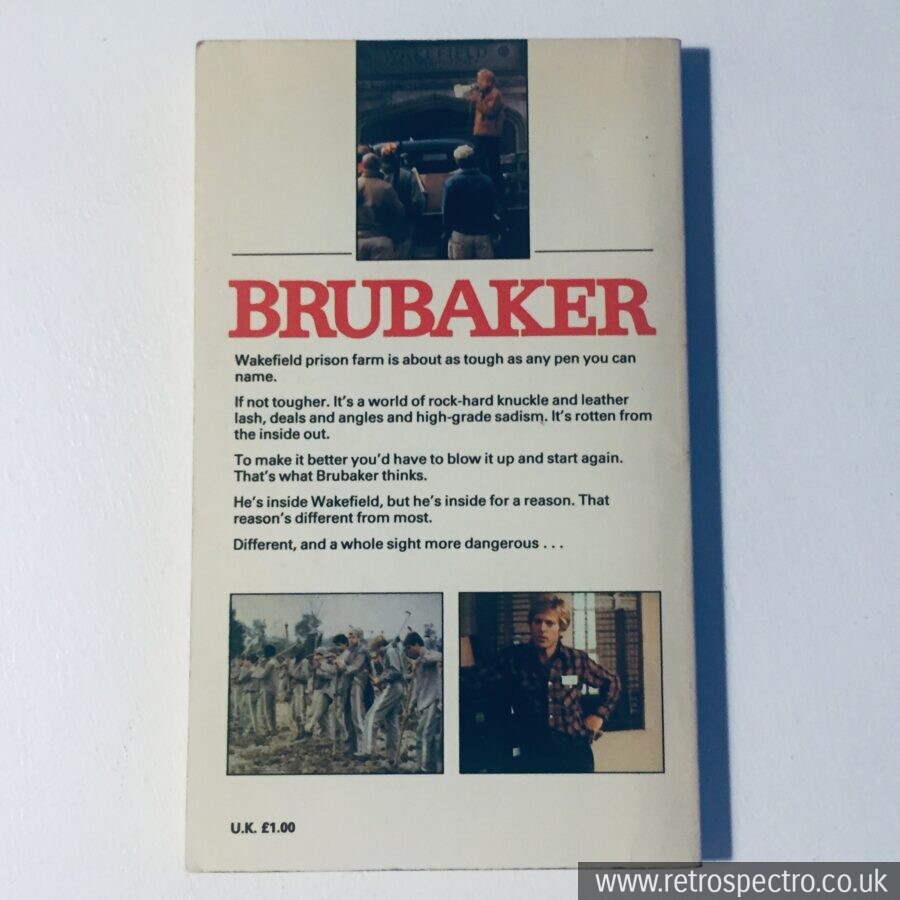 WAKEFIELD
BRUBAKER
Wakefield prison farm is about as tough as any pen you can
name.
If not tougher. It's a world of rock-hard knuckle and leather
lash, deals and angles and high-grade sadism. It's rotten from
the inside out.
To make it better you'd have to blow it up and start again.
That's what Brubaker thinks.
He's inside Wakefield, but he's inside for a reason. That
reason's different from most.
Different, and a whole sight more dangerous . . .
U.K. £1.00
www.retrospectro.co.uk